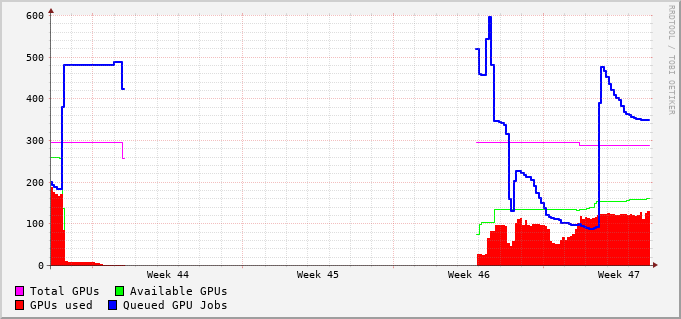 RRDTOOL / TOBI OETIKER
600
500
400
300
200
100
0
Week 44 Week 45 Week 46 Week 47
Total GPUs Available GPUs
GPUs used Queued GPU Jobs